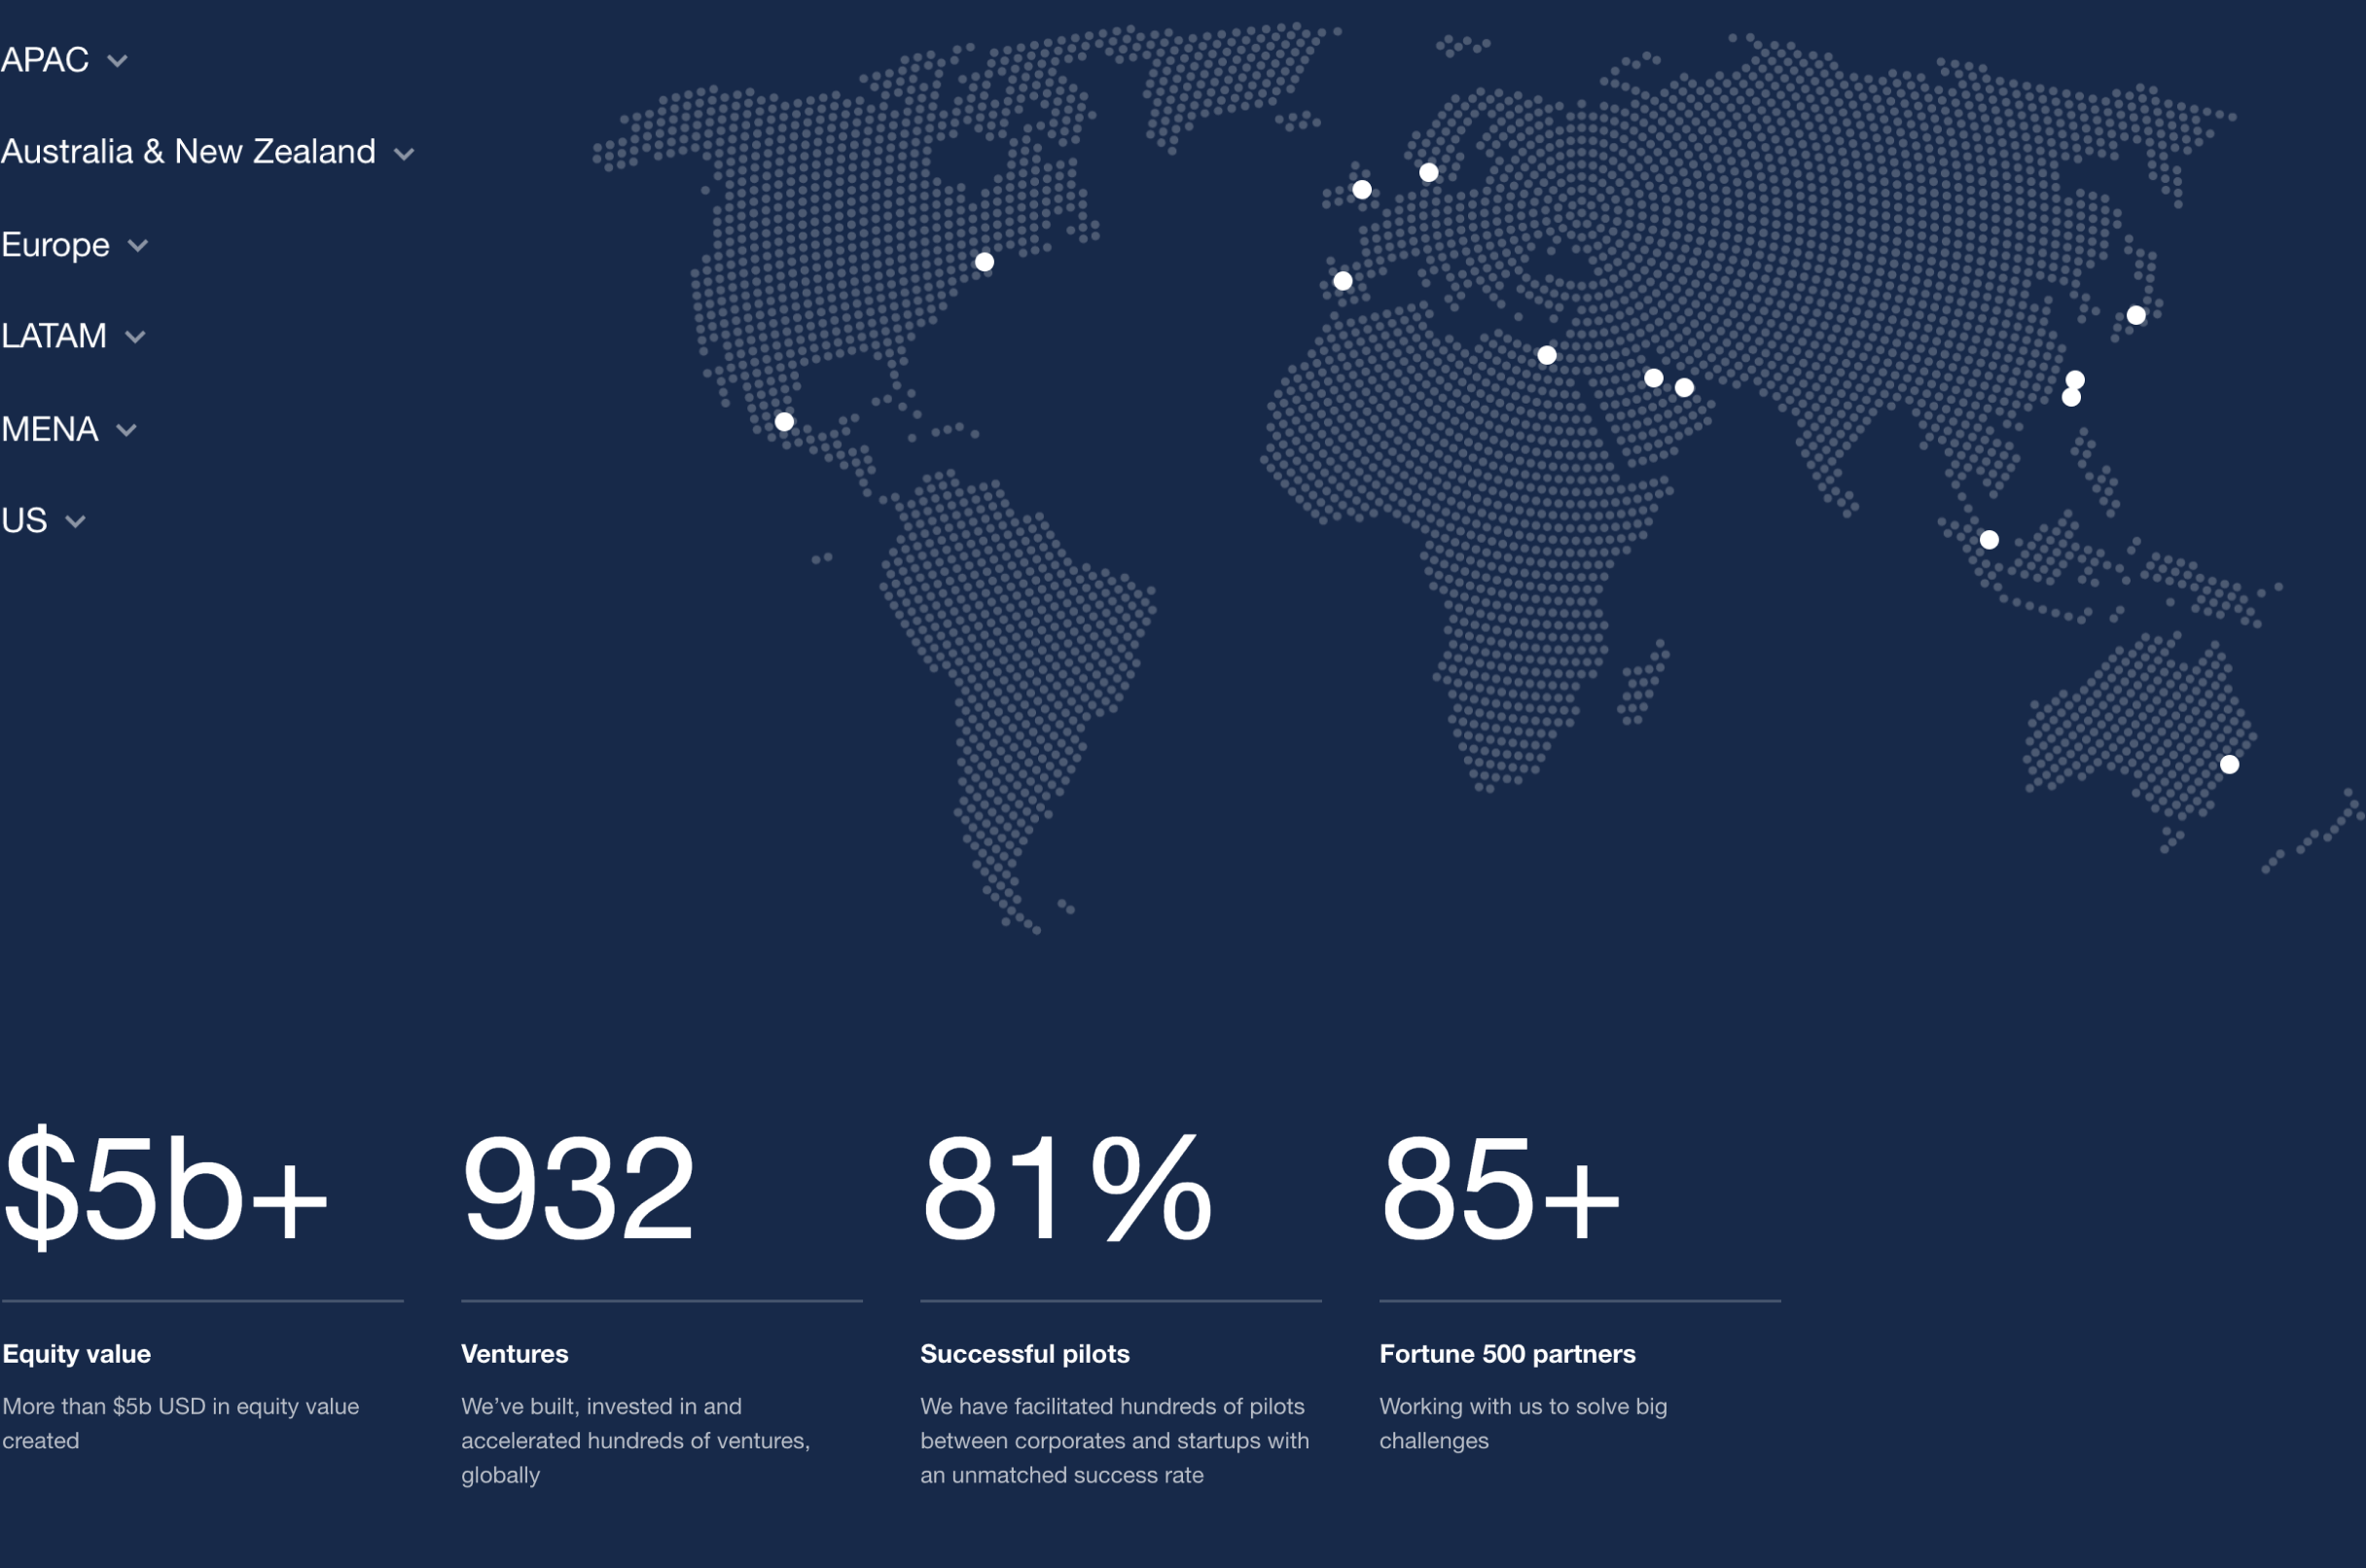 APAC
Australia & New Zealand
Europe
LATAM
MENA
US
$5b+
Equity value
More than $5b USD in equity value
created
932
Ventures
We’ve built, invested in and
accelerated hundreds of ventures,
globally
81%
Successful pilots
We have facilitated hundreds of pilots
between corporates and startups with
an unmatched success rate
85+
Fortune 500 partners
Working with us to solve big
challenges